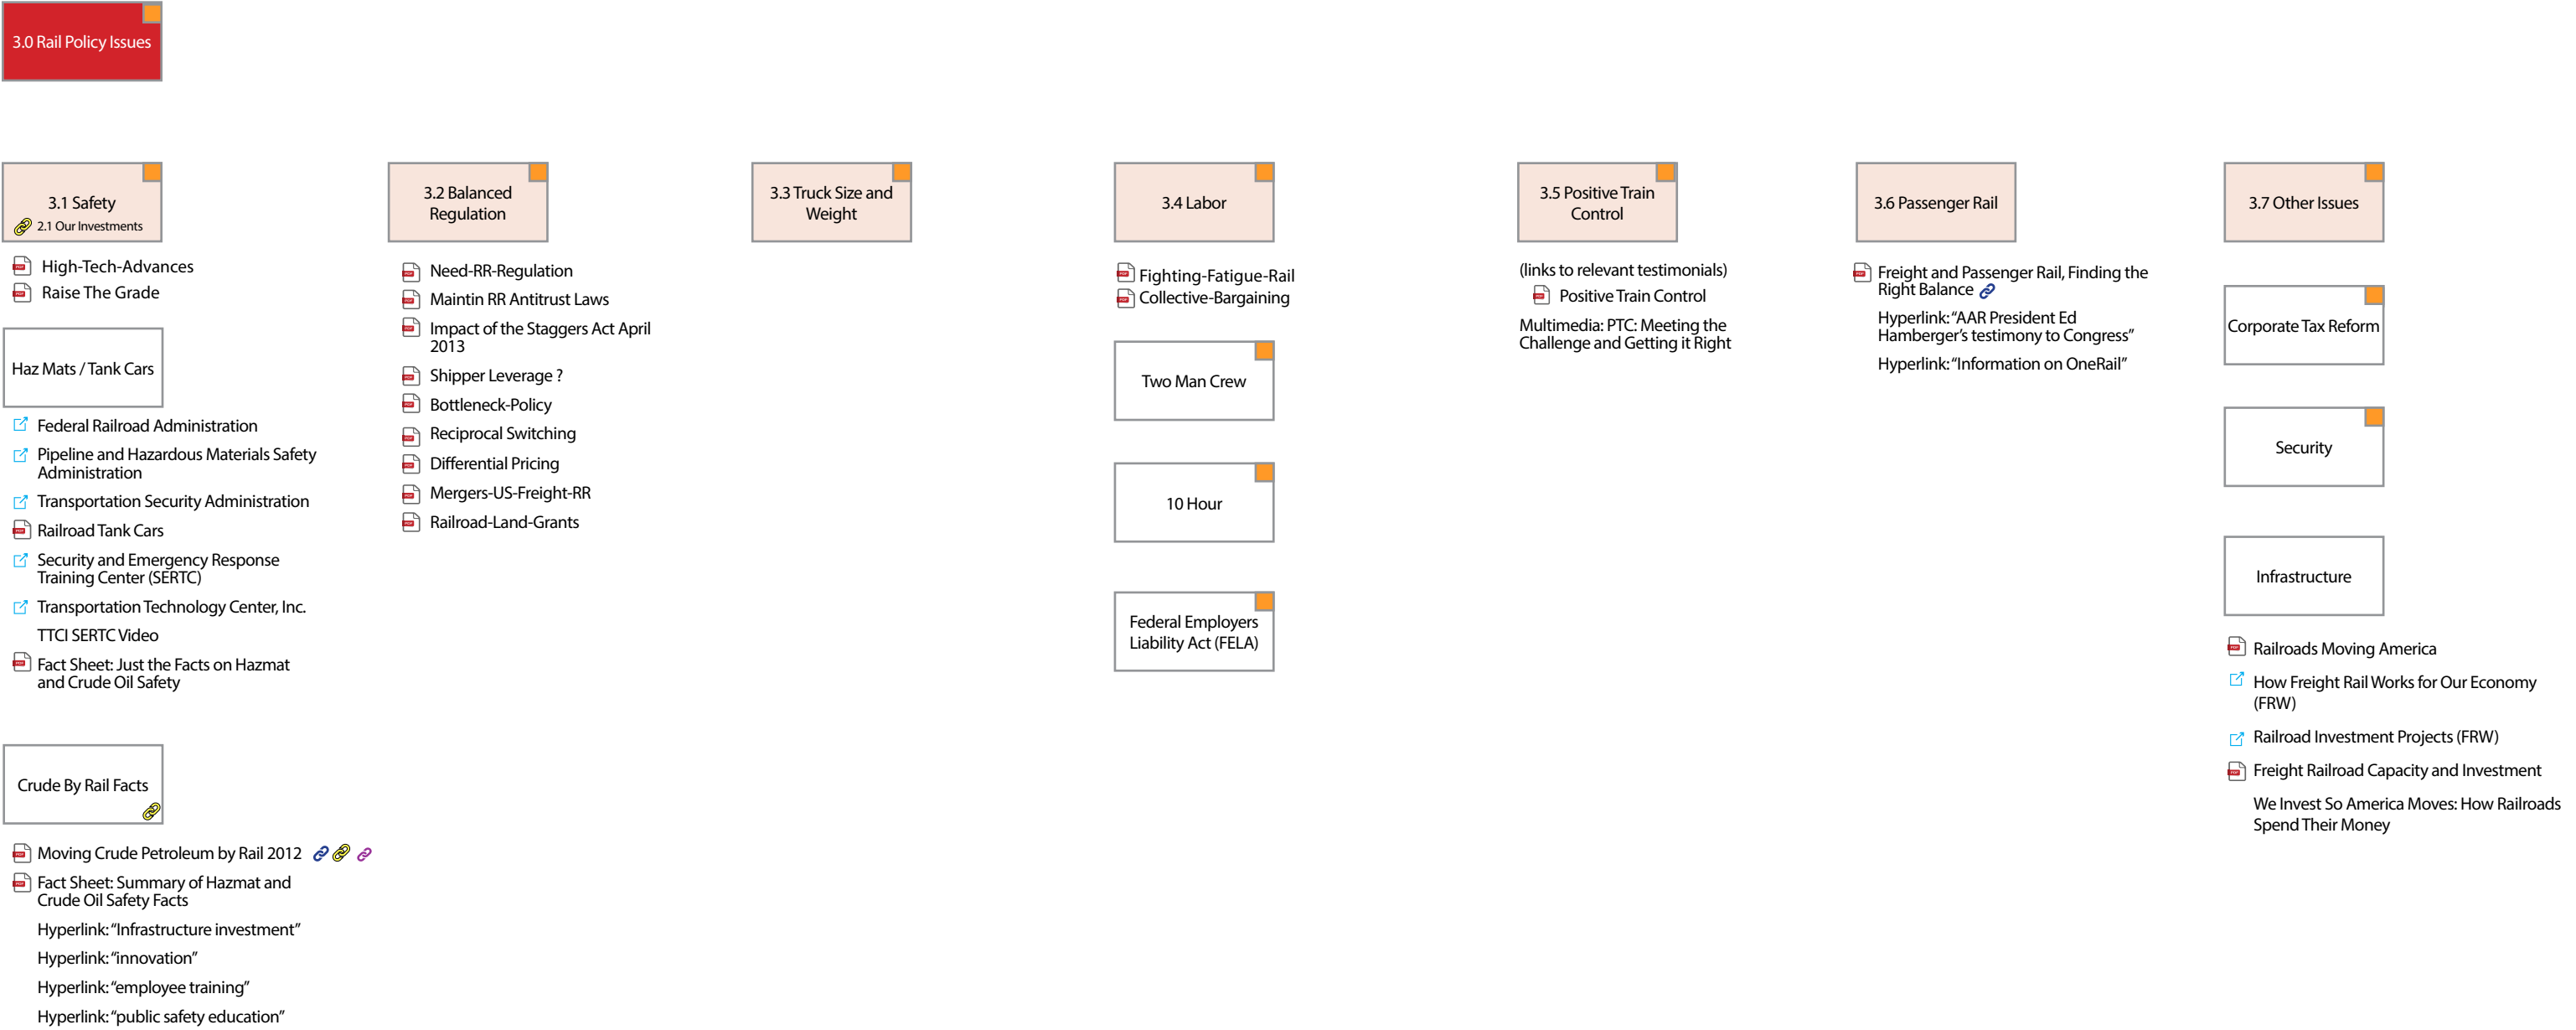 3.0 Rail Policy Issues
3.1 Safety
2.1 Our Investments
High-Tech-Advances
Raise The Grade
Haz Mats / Tank Cars
Federal Railroad Administration
Pipeline and Hazardous Materials Safety
Administration
Transportation Security Administration
Railroad Tank Cars
Security and Emergency Response
Training Center (SERTC)
Transportation Technology Center, Inc.
TTCI SERTC Video
Fact Sheet: Just the Facts on Hazmat
and Crude Oil Safety
Crude By Rail Facts
Moving Crude Petroleum by Rail 2012
Fact Sheet: Summary of Hazmat and
Crude Oil Safety Facts
Hyperlink: “Infrastructure investment”
Hyperlink: “innovation”
Hyperlink: “employee training”
Hyperlink: “public safety education”
3.2 Balanced
Regulation
Need-RR-Regulation
Maintin RR Antitrust Laws
Impact of the Staggers Act April
2013
Shipper Leverage ?
Bottleneck-Policy
Reciprocal Switching
Differential Pricing
Mergers-US-Freight-RR
Railroad-Land-Grants
3.3 Truck Size and
Weight
3.4 Labor
Fighting-Fatigue-Rail
Collective-Bargaining
Two Man Crew
10 Hour
Federal Employers
Liability Act (FELA)
3.5 Positive Train
Control
(links to relevant testimonials)
Positive Train Control
Multimedia: PTC: Meeting the
Challenge and Getting it Right
3.6 Passenger Rail
Freight and Passenger Rail, Finding the
Right Balance
Hyperlink: “AAR President Ed
Hamberger’s testimony to Congress”
Hyperlink: “Information on OneRail”
3.7 Other Issues
Corporate Tax Reform
Security
Infrastructure
Railroads Moving America
How Freight Rail Works for Our Economy
(FRW)
Railroad Investment Projects (FRW)
Freight Railroad Capacity and Investment
We Invest So America Moves: How Railroads
Spend Their Money